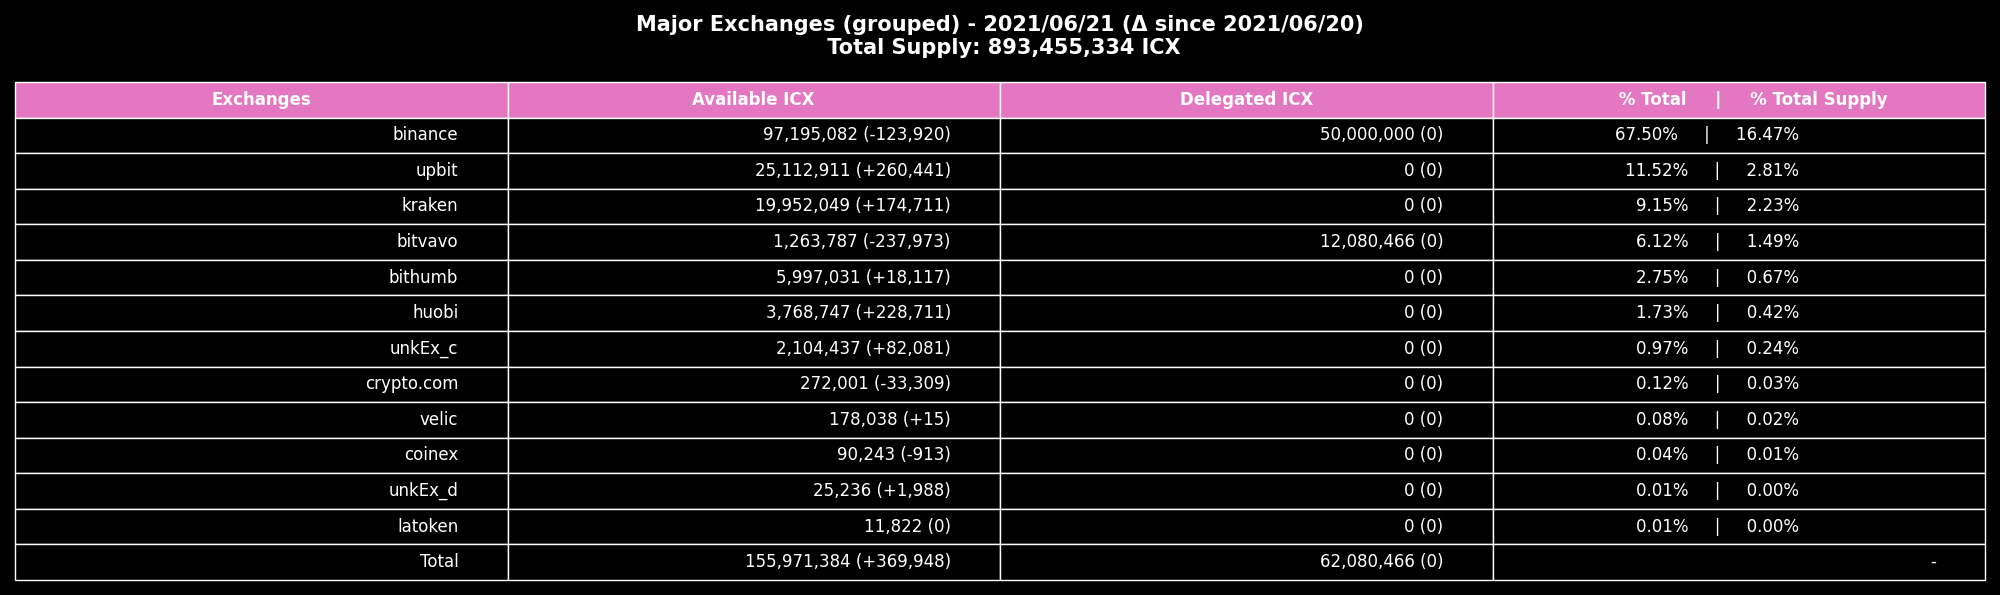 Major Exchanges (grouped) - 2021/06/21 (Δ since 2021/06/20)
Total Supply: 893,455,334 ICX
Exchanges Available ICX Delegated ICX % Total | % Total Supply
binance 97,195,082 (-123,920) 50,000,000 (0) 67.50% | 16.47%
upbit 25,112,911 (+260,441) 0 (0) 11.52% | 2.81%
kraken 19,952,049 (+174,711) 0 (0) 9.15% | 2.23%
bitvavo 1,263,787 (-237,973) 12,080,466 (0) 6.12% | 1.49%
bithumb 5,997,031 (+18,117) 0 (0) 2.75% | 0.67%
huobi 3,768,747 (+228,711) 0 (0) 1.73% | 0.42%
unkEx_c 2,104,437 (+82,081) 0 (0) 0.97% | 0.24%
crypto.com 272,001 (-33,309) 0 (0) 0.12% | 0.03%
velic 178,038 (+15) 0 (0) 0.08% | 0.02%
coinex 90,243 (-913) 0 (0) 0.04% | 0.01%
unkEx_d 25,236 (+1,988) 0 (0) 0.01% | 0.00%
latoken 11,822 (0) 0 (0) 0.01% | 0.00%
Total 155,971,384 (+369,948) 62,080,466 (0) -